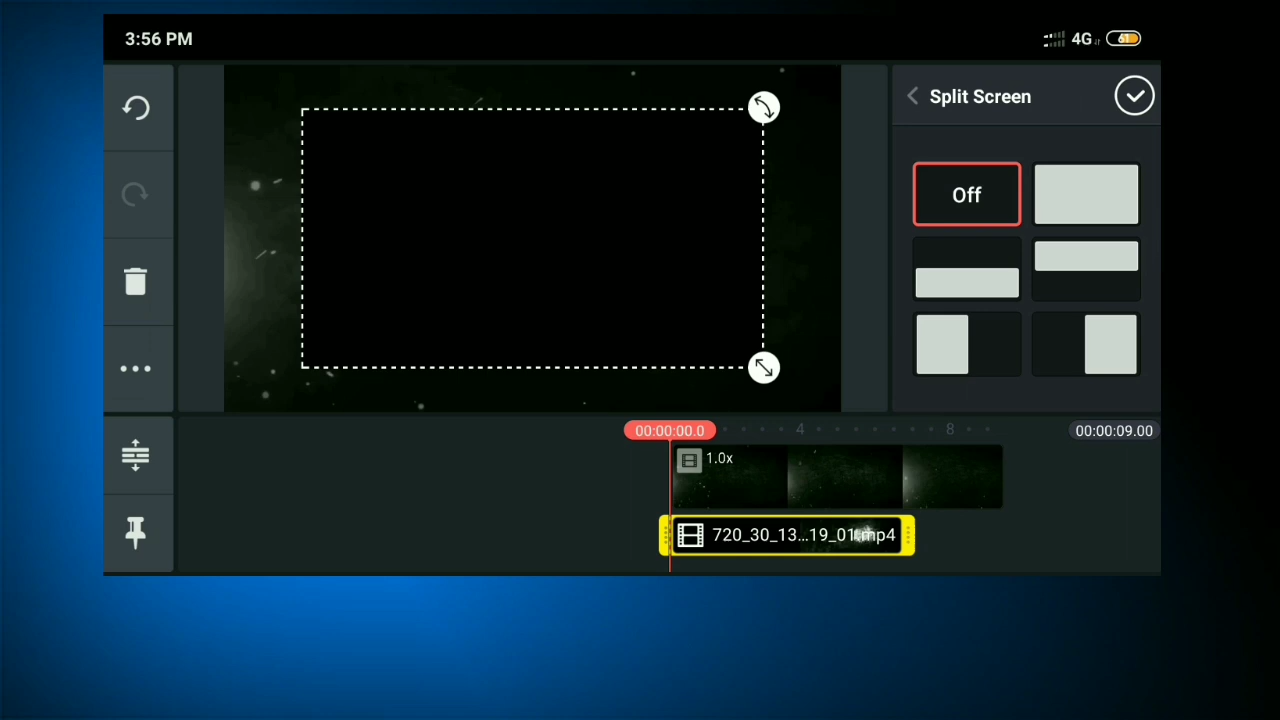 3:56 PM
4G
61
Split Screen
Off
00:00:00.0
4
8
00:00:09.00
1.0x
720_30_13...19_01.mp4